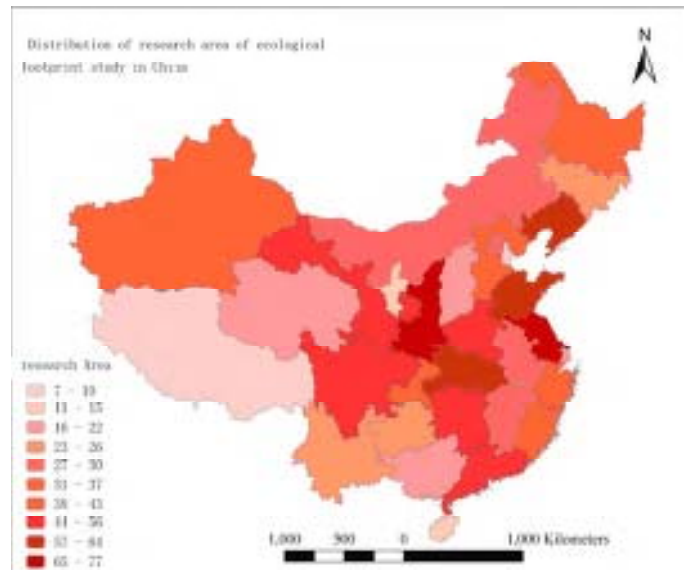 Distribution of research area of ecological
footprint study in China
N
research Area
7 - 10
11 - 15
16 - 22
23 - 26
27 - 30
31 - 37
38 - 43
44 - 56
57 - 64
65 - 77
1,000 500 0 1,000 Kilometers